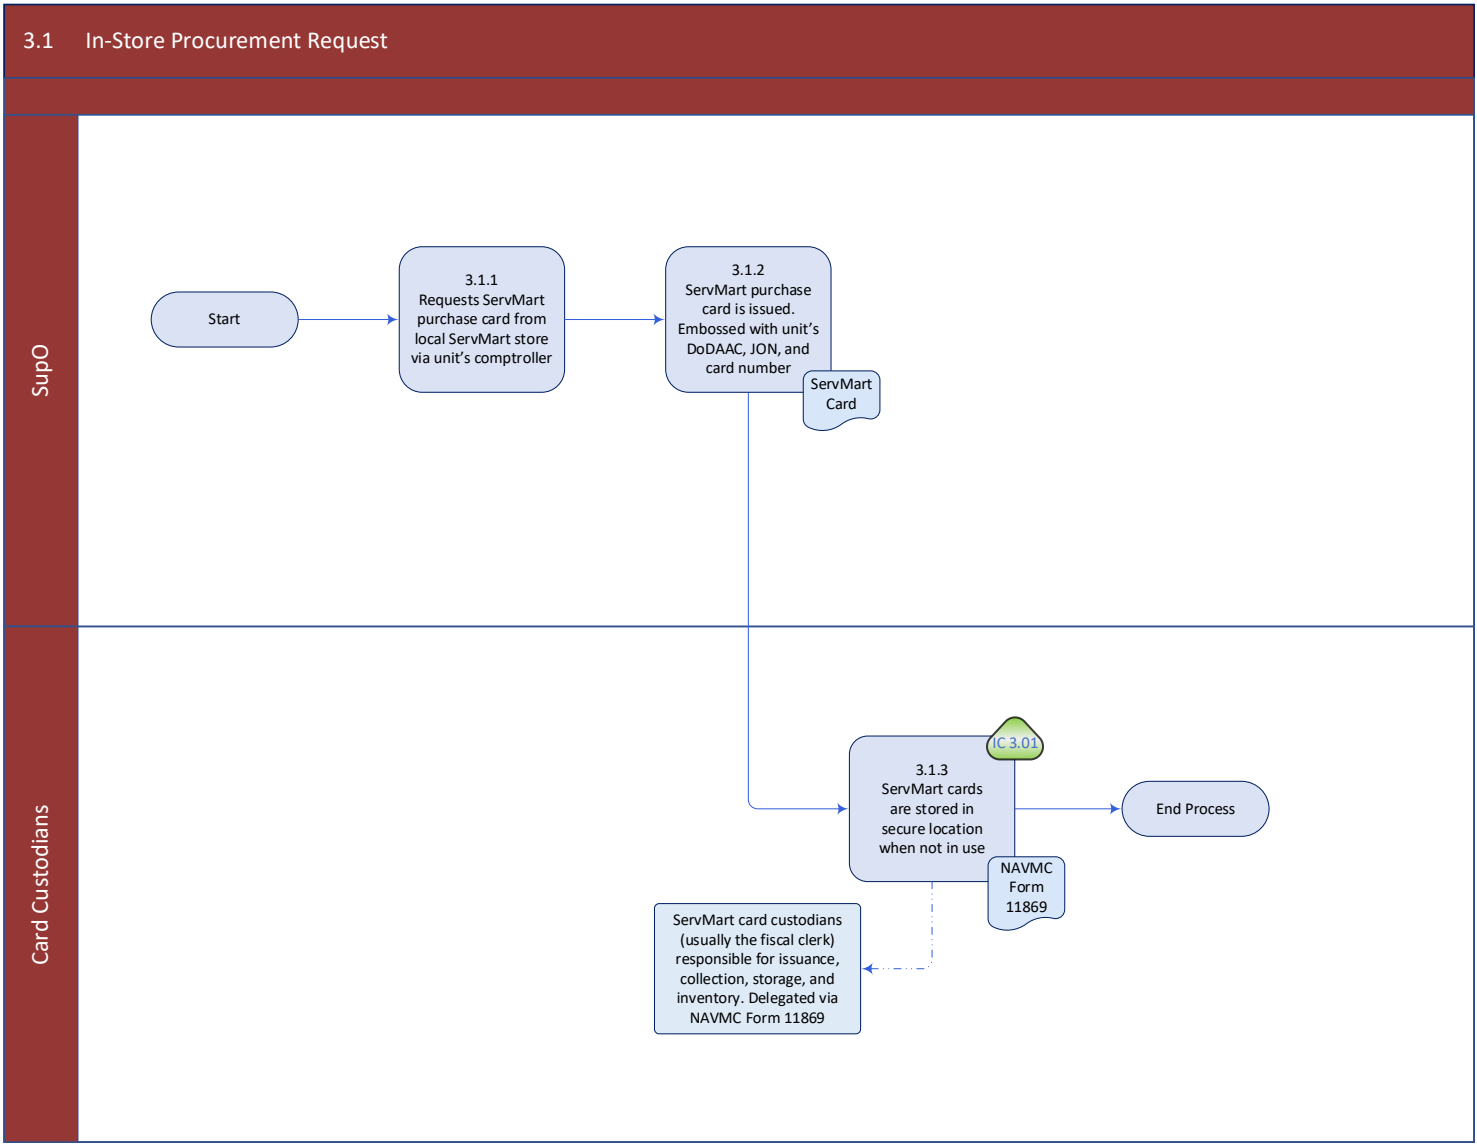 3.1 In-Store Procurement Request
SupO
Start
3.1.1
Requests ServMart
purchase card from
local ServMart store
via unit's comptroller
3.1.2
ServMart purchase
card is issued.
Embossed with unit's
DoDAAC, JON, and
card number
ServMart
Card
Card Custodians
IC 3.01
3.1.3
ServMart cards
are stored in
secure location
when not in use
NAVMC
Form
11869
End Process
ServMart card custodians
(usually the fiscal clerk)
responsible for issuance,
collection, storage, and
inventory. Delegated via
NAVMC Form 11869